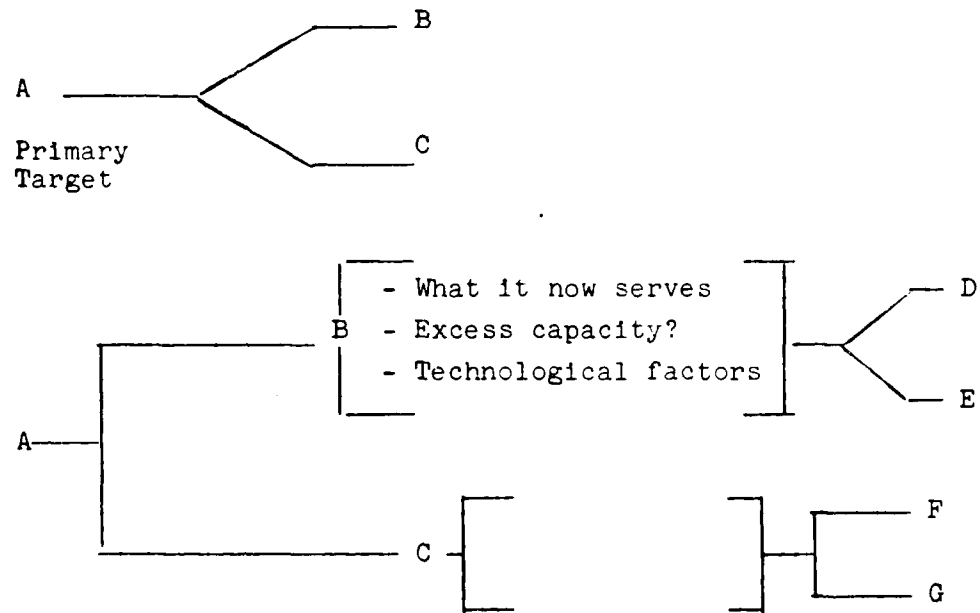 B
A
C
Primary
Target
- What it now serves
D
B - Excess capacity?
- Technological factors
E
A
F
C
G